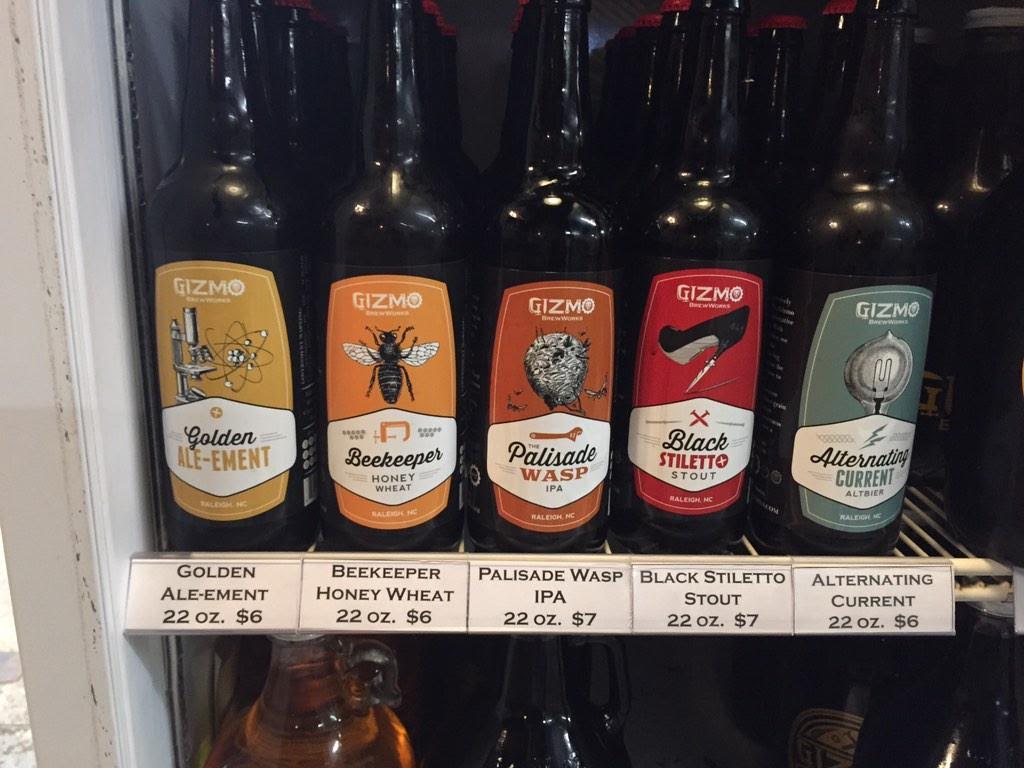 GIZMO
BREWWORKS
Golden
ALE-EMENT
RALEIGH, NC
GIZMO
BREWWORKS
Beekeeper
HONEY
WHEAT
RALEIGH, NC
GIZMO
BREWWORKS
THE
Palisade
WASP
IPA
RALEIGH, NC
GIZMO
BREWWORKS
Black
STILETTO
STOUT
RALEIGH, NC
GIZMO
BREWWORKS
Alternating
CURRENT
ALTBIER
RALEIGH, NC
GOLDEN
ALE-EMENT
22 OZ. $6
BEEKEEPER
HONEY WHEAT
22 OZ. $6
PALISADE WASP
IPA
22 OZ. $7
BLACK STILETTO
STOUT
22 OZ. $7
ALTERNATING
CURRENT
22 OZ. $6